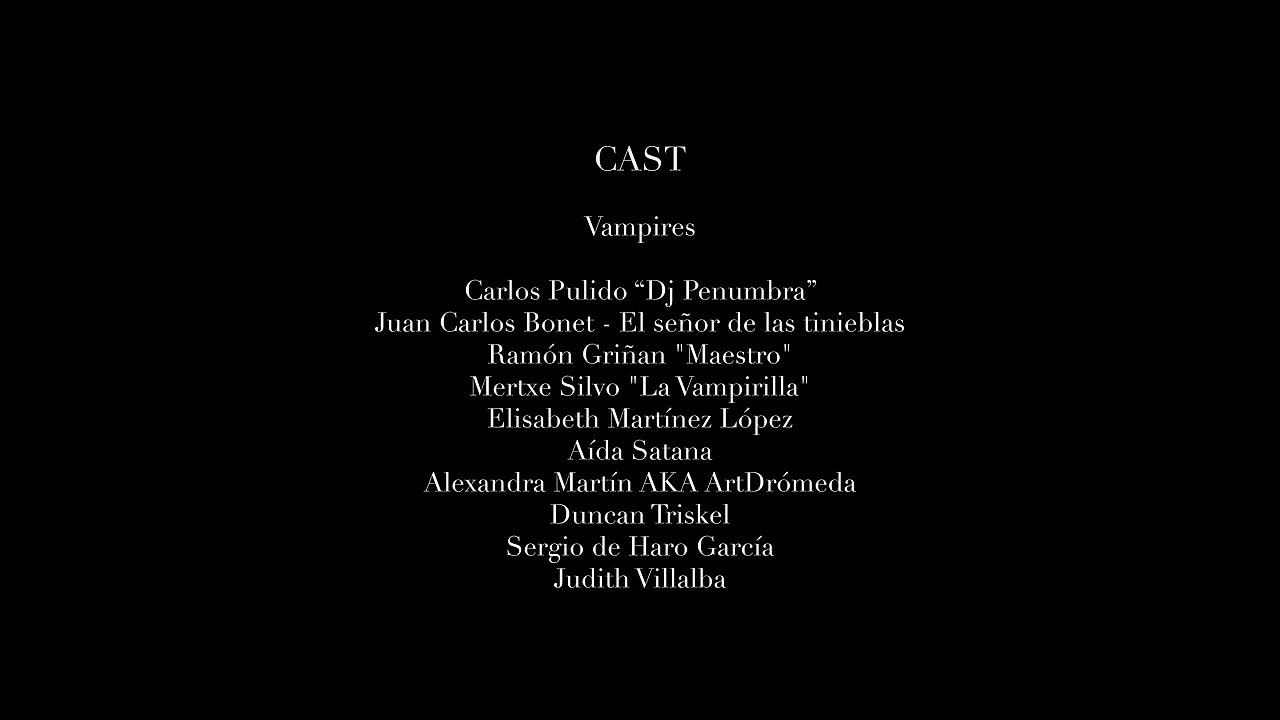 CAST
Vampires
Carlos Pulido “Dj Penumbra”
Juan Carlos Bonet - El señor de las tinieblas
Ramón Griñan "Maestro"
Mertxe Silvo "La Vampirilla"
Elisabeth Martínez López
Aída Satana
Alexandra Martín AKA ArtDrómeda
Duncan Triskel
Sergio de Haro García
Judith Villalba